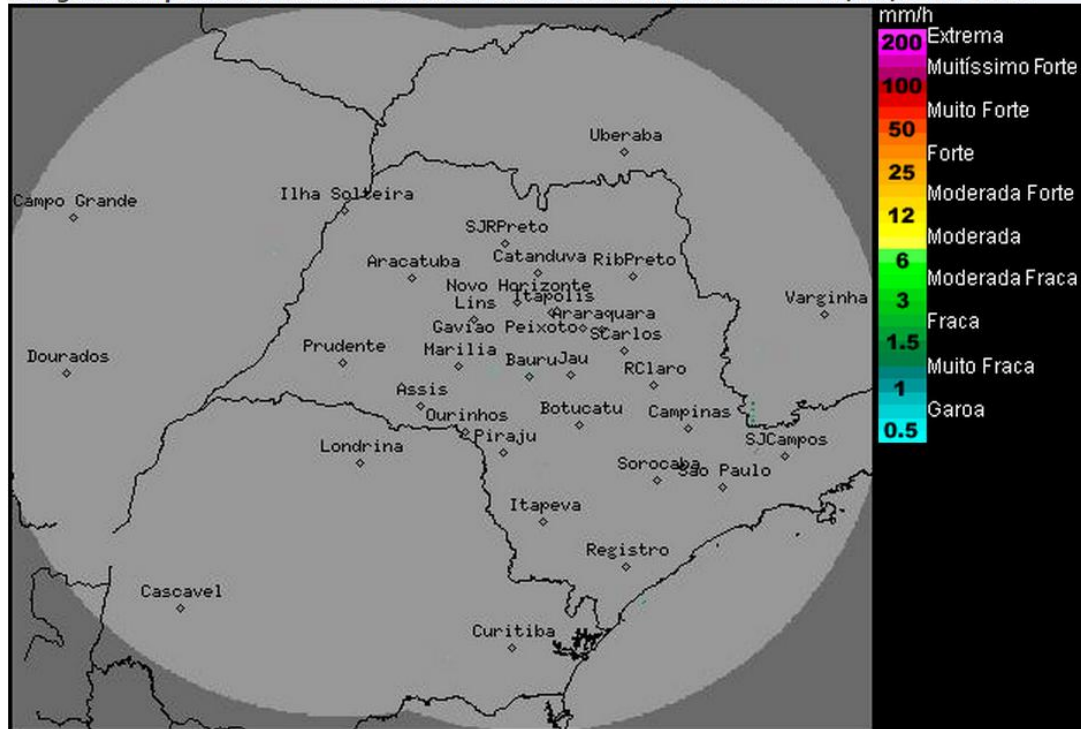 mm/h
200 Extrema
Muitíssimo Forte
100
Muito Forte
50
Forte
25
Moderada Forte
12
Moderada
6
Moderada Fraca
3
Fraca
1.5
Muito Fraca
1
Garoa
0.5
Uberaba
Ilha Solteira
Campo Grande
SJRPreto
Catanduva
RibPreto
Aracatuba
Novo Horizonte
Itapolis
Lins
Araraquara
Varginha
Gaviao Peixoto
Scarlos
Prudente
Marilia
Bauru
Jau
Dourados
RClaro
Assis
Ourinhos
Botucatu
Campinas
Piraju
SJCampos
Londrina
Sorocaba
Sao Paulo
Itapeva
Registro
Cascavel
Curitiba